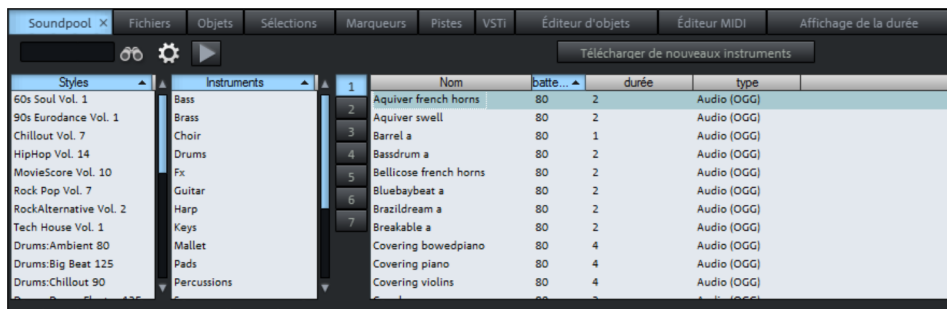 Soundpool × Fichiers Objets Sélections Marqueurs Pistes VSTi Éditeur d'objets Éditeur MIDI Affichage de la durée
Télécharger de nouveaux instruments
Styles Instruments 1 Nom batte... durée type
60s Soul Vol. 1 Bass Aquiver french horns 80 2 Audio (OGG)
90s Eurodance Vol. 1 Brass 2 Aquiver swell 80 2 Audio (OGG)
Chillout Vol. 7 Choir 3 Barrel a 80 1 Audio (OGG)
HipHop Vol. 14 Drums 4 Bassdrum a 80 2 Audio (OGG)
MovieScore Vol. 10 Fx 5 Bellicose french horns 80 2 Audio (OGG)
Rock Pop Vol. 7 Guitar 6 Bluebaybeat a 80 2 Audio (OGG)
RockAlternative Vol. 2 Harp Brazildream a 80 2 Audio (OGG)
Tech House Vol. 1 Keys 7 Breakable a 80 2 Audio (OGG)
Drums:Ambient 80 Mallet Covering bowedpiano 80 4 Audio (OGG)
Drums:Big Beat 125 Pads Covering piano 80 4 Audio (OGG)
Drums:Chillout 90 Percussions Covering violins 80 4 Audio (OGG)